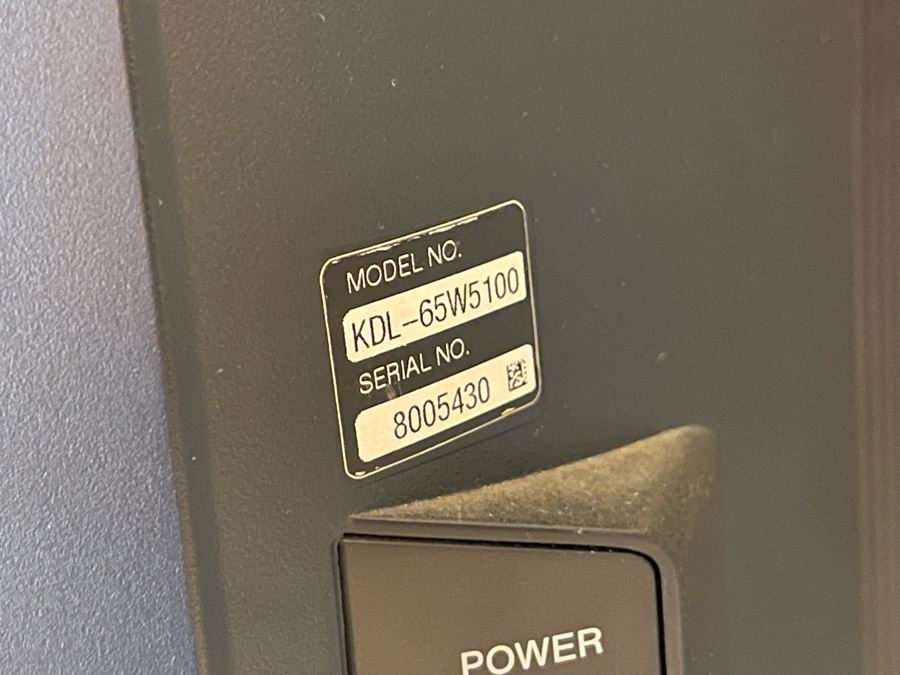 MODEL NO.
KDL-65W5100
SERIAL NO.
8005430
POWER